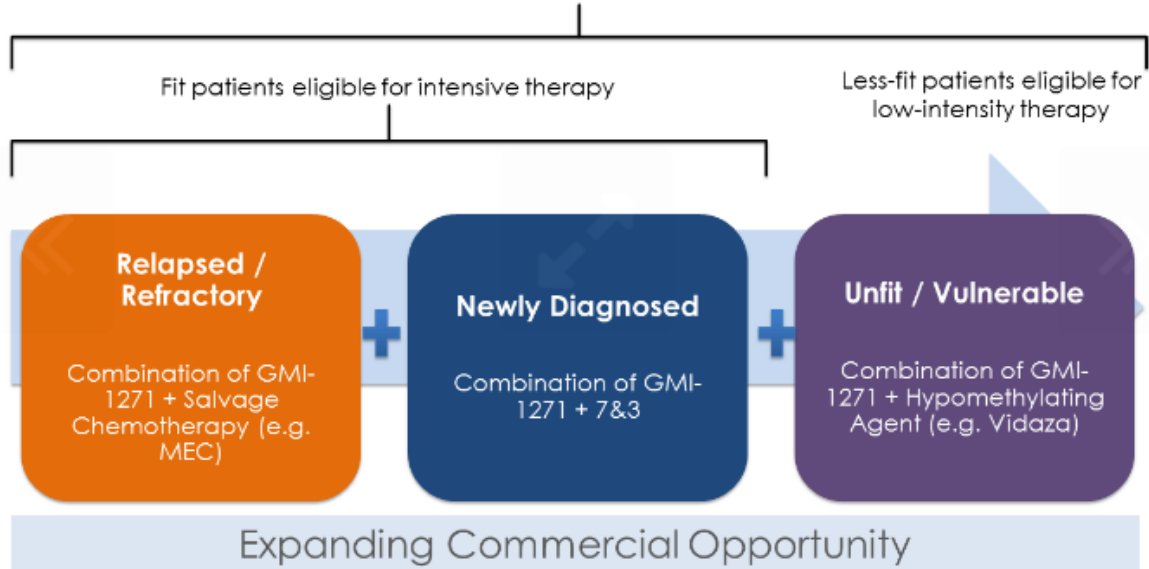 Fit patients eligible for intensive therapy
Less-fit patients eligible for
low-intensity therapy
Relapsed /
Refractory
Combination of GMI-
1271 + Salvage
Chemotherapy (e.g.
MEC)
Newly Diagnosed
Combination of GMI-
1271 + 7&3
Unfit / Vulnerable
Combination of GMI-
1271 + Hypomethylating
Agent (e.g. Vidaza)
Expanding Commercial Opportunity